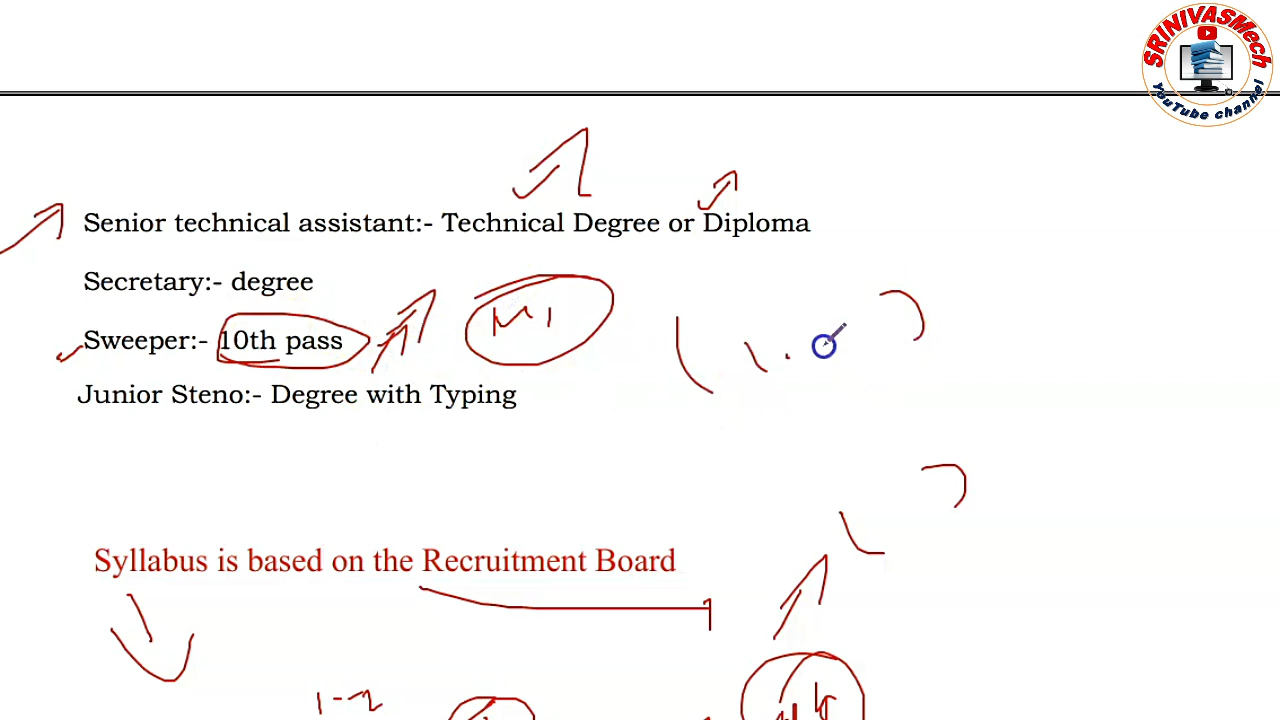 SRINIVASMech
YouTube channel
Senior technical assistant:- Technical Degree or Diploma
Secretary:- degree
Sweeper:- 10th pass
M1
Junior Steno:- Degree with Typing
Syllabus is based on the Recruitment Board